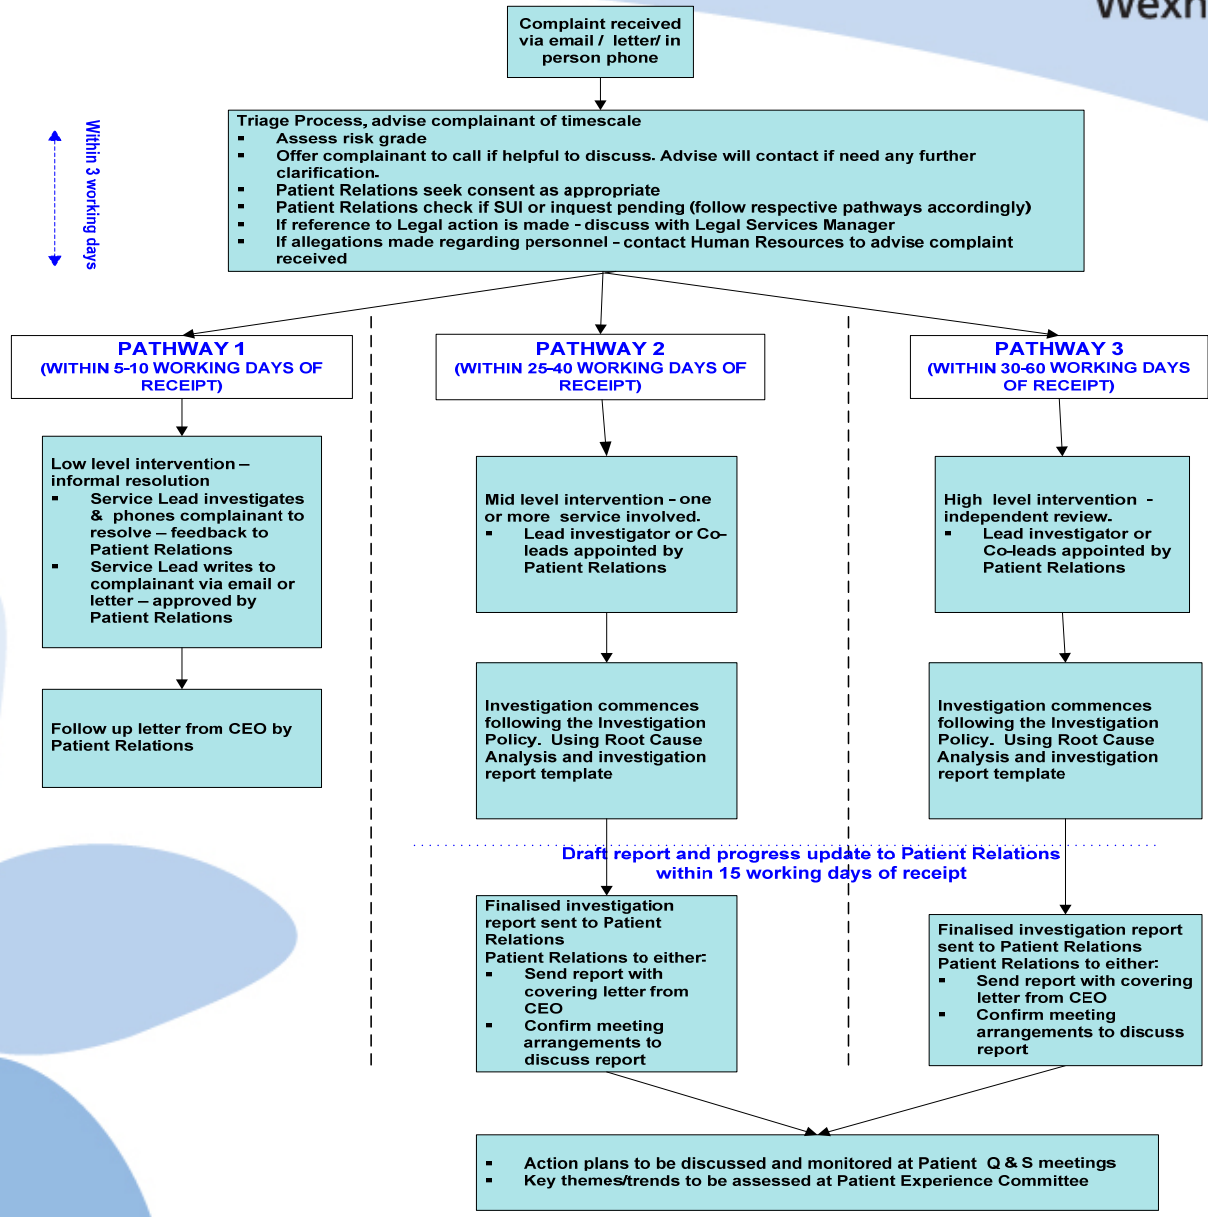 Wexh
Complaint received
via email / letter/ in
person phone
Within 3 working days
Triage Process, advise complainant of timescale
▪ Assess risk grade
▪ Offer complainant to call if helpful to discuss. Advise will contact if need any further
clarification.
▪ Patient Relations seek consent as appropriate
▪ Patient Relations check if SUI or inquest pending (follow respective pathways accordingly)
▪ If reference to Legal action is made - discuss with Legal Services Manager
▪ If allegations made regarding personnel - contact Human Resources to advise complaint
received
PATHWAY 1
(WITHIN 5-10 WORKING DAYS OF
RECEIPT)
Low level intervention –
informal resolution
▪ Service Lead investigates
& phones complainant to
resolve – feedback to
Patient Relations
▪ Service Lead writes to
complainant via email or
letter – approved by
Patient Relations
Follow up letter from CEO by
Patient Relations
PATHWAY 2
(WITHIN 25-40 WORKING DAYS OF
RECEIPT)
Mid level intervention - one
or more service involved.
▪ Lead investigator or Co-
leads appointed by
Patient Relations
Investigation commences
following the Investigation
Policy. Using Root Cause
Analysis and investigation
report template
PATHWAY 3
(WITHIN 30-60 WORKING DAYS
OF RECEIPT)
High level intervention -
independent review.
▪ Lead investigator or
Co-leads appointed by
Patient Relations
Investigation commences
following the Investigation
Policy. Using Root Cause
Analysis and investigation
report template
Draft report and progress update to Patient Relations
within 15 working days of receipt
Finalised investigation
report sent to Patient
Relations
Patient Relations to either:
▪ Send report with
covering letter from
CEO
▪ Confirm meeting
arrangements to
discuss report
Finalised investigation report
sent to Patient Relations
Patient Relations to either:
▪ Send report with covering
letter from CEO
▪ Confirm meeting
arrangements to discuss
report
▪ Action plans to be discussed and monitored at Patient Q & S meetings
▪ Key themes/trends to be assessed at Patient Experience Committee